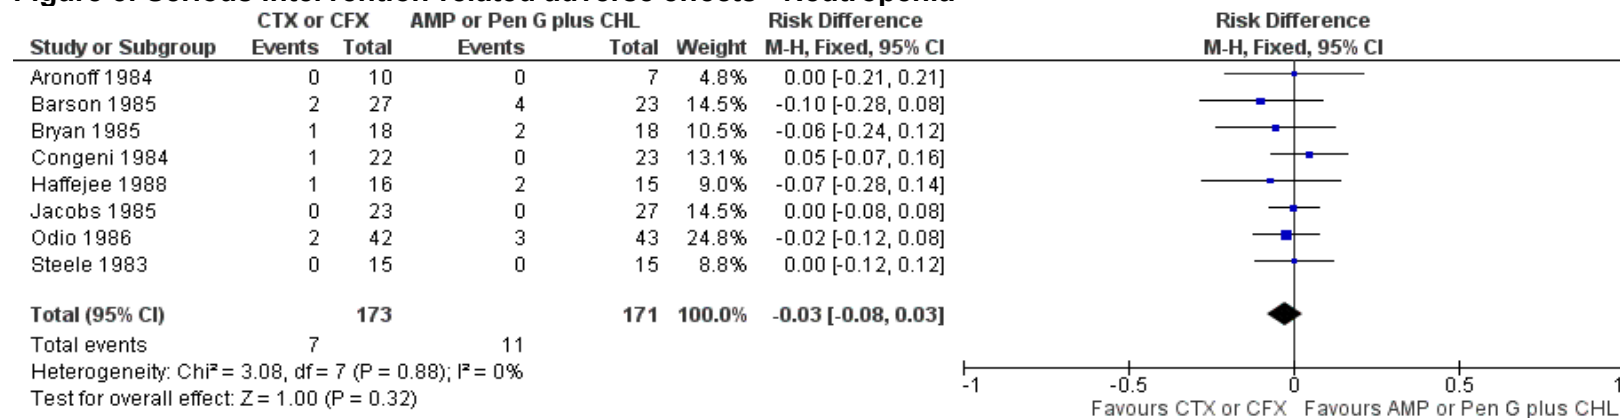 CTX or CFX AMP or Pen G plus CHL Risk Difference Risk Difference
Study or Subgroup Events Total Events Total Weight M-H, Fixed, 95% CI M-H, Fixed, 95% CI
Aronoff 1984 0 10 0 7 4.8% 0.00 [-0.21, 0.21]
Barson 1985 2 27 4 23 14.5% -0.10 [-0.28, 0.08]
Bryan 1985 1 18 2 18 10.5% -0.06 [-0.24, 0.12]
Congeni 1984 1 22 0 23 13.1% 0.05 [-0.07, 0.16]
Haffejee 1988 1 16 2 15 9.0% -0.07 [-0.28, 0.14]
Jacobs 1985 0 23 0 27 14.5% 0.00 [-0.08, 0.08]
Odio 1986 2 42 3 43 24.8% -0.02 [-0.12, 0.08]
Steele 1983 0 15 0 15 8.8% 0.00 [-0.12, 0.12]
Total (95% CI) 173 171 100.0% -0.03 [-0.08, 0.03]
Total events 7 11
Heterogeneity: Chi² = 3.08, df = 7 (P = 0.88); I² = 0%
Test for overall effect: Z = 1.00 (P = 0.32)
-1 -0.5 0 0.5 1
Favours CTX or CFX Favours AMP or Pen G plus CHL